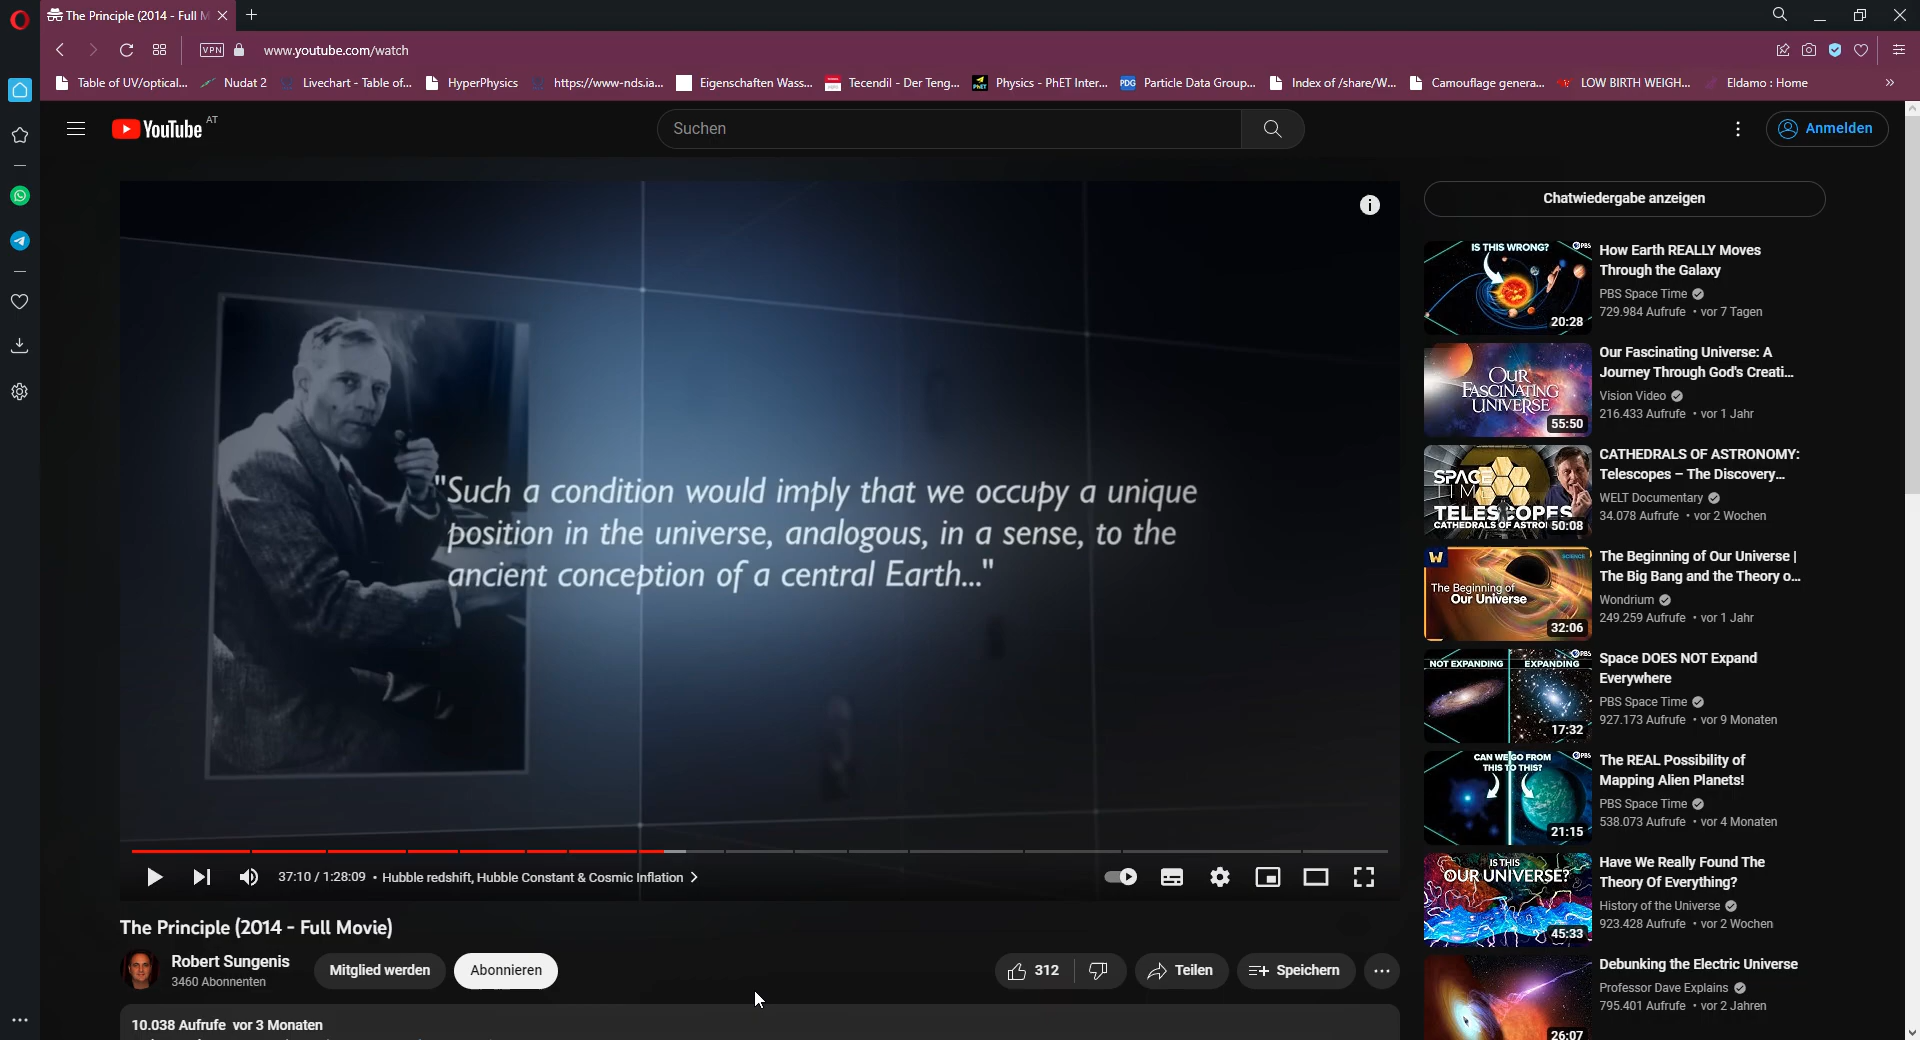 The Principle (2014 - Full M
VPN
www.youtube.com/watch
Table of UV/optical...
Nudat 2
Livechart - Table of...
HyperPhysics
https://www-nds.ia...
Eigenschaften Wass...
Tecendil - Der Teng...
PhET
Physics - PhET Inter...
PDG
Particle Data Group...
Index of /share/W...
Camouflage genera...
LOW BIRTH WEIGH...
Eldamo : Home
YouTube AT
Suchen
Anmelden
"Such a condition would imply that we occupy a unique
position in the universe, analogous, in a sense, to the
ancient conception of a central Earth..."
37:10 / 1:28:09 • Hubble redshift, Hubble Constant & Cosmic Inflation
The Principle (2014 - Full Movie)
Robert Sungenis
3460 Abonnenten
Mitglied werden
Abonnieren
312
Teilen
Speichern
10.038 Aufrufe vor 3 Monaten
Chatwiedergabe anzeigen
IS THIS WRONG?
PBS
20:28
How Earth REALLY Moves
Through the Galaxy
PBS Space Time
729.984 Aufrufe • vor 7 Tagen
OUR
FASCINATING
UNIVERSE
55:50
Our Fascinating Universe: A
Journey Through God's Creati...
Vision Video
216.433 Aufrufe • vor 1 Jahr
SPACE
TIME
TELESCOPES
CATHEDRALS OF ASTRO
50:08
CATHEDRALS OF ASTRONOMY:
Telescopes – The Discovery...
WELT Documentary
34.078 Aufrufe • vor 2 Wochen
W
SCIENCE
The Beginning of
Our Universe
32:06
The Beginning of Our Universe |
The Big Bang and the Theory o...
Wondrium
249.259 Aufrufe • vor 1 Jahr
PBS
NOT EXPANDING
EXPANDING
17:32
Space DOES NOT Expand
Everywhere
PBS Space Time
927.173 Aufrufe • vor 9 Monaten
PBS
CAN WE GO FROM
THIS TO THIS?
21:15
The REAL Possibility of
Mapping Alien Planets!
PBS Space Time
538.073 Aufrufe • vor 4 Monaten
IS THIS
OUR UNIVERSE?
45:33
Have We Really Found The
Theory Of Everything?
History of the Universe
923.428 Aufrufe • vor 2 Wochen
26:07
Debunking the Electric Universe
Professor Dave Explains
795.401 Aufrufe • vor 2 Jahren